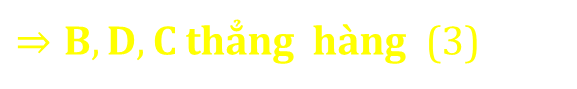 ⇒ B, D, C thẳng hàng (3)